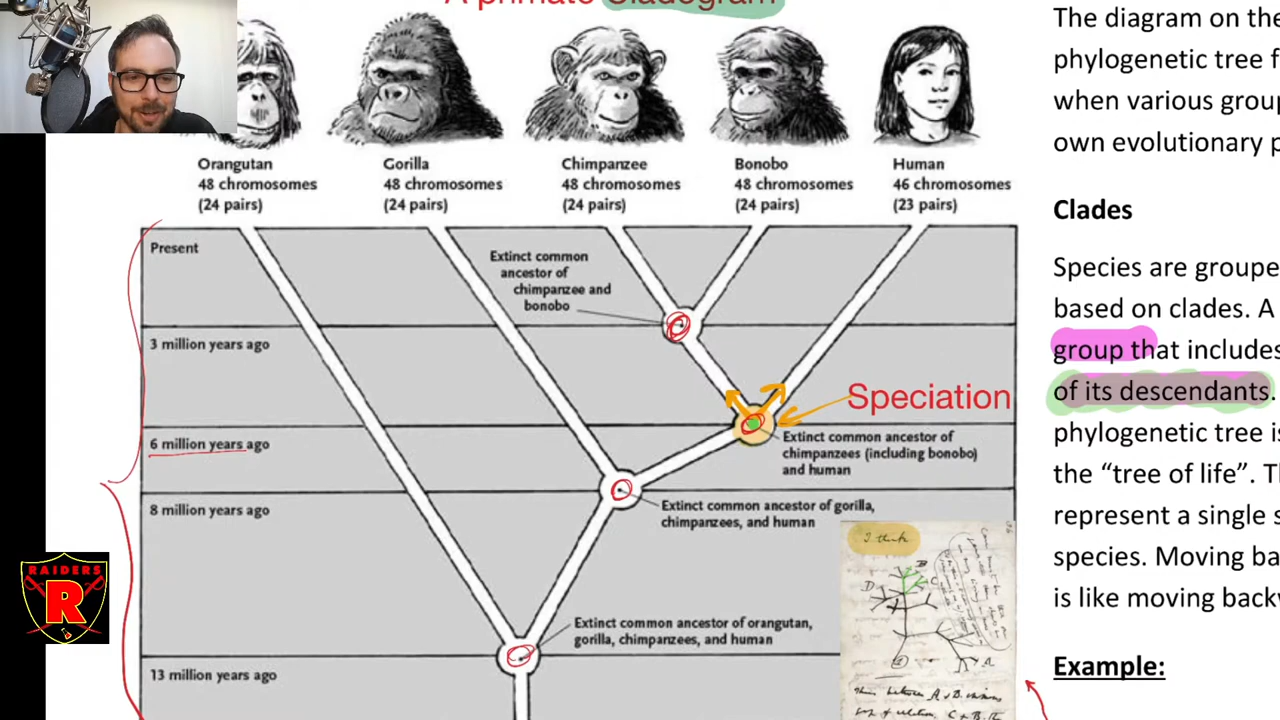 A primate Cladogram
Orangutan
48 chromosomes
(24 pairs)
Gorilla
48 chromosomes
(24 pairs)
Chimpanzee
48 chromosomes
(24 pairs)
Bonobo
48 chromosomes
(24 pairs)
Human
46 chromosomes
(23 pairs)
Present
Extinct common
ancestor of
chimpanzee and
bonobo
3 million years ago
Speciation
6 million years ago
Extinct common ancestor of
chimpanzees (including bonobo)
and human
8 million years ago
Extinct common ancestor of gorilla,
chimpanzees, and human
Extinct common ancestor of orangutan,
gorilla, chimpanzees, and human
13 million years ago
RAIDERS
R
I think
B
D
C
A
The diagram on the
phylogenetic tree f
when various group
own evolutionary p
Clades
Species are groupe
based on clades. A
group that includes
of its descendants.
phylogenetic tree is
the “tree of life”. Th
represent a single s
species. Moving ba
is like moving backw
Example: